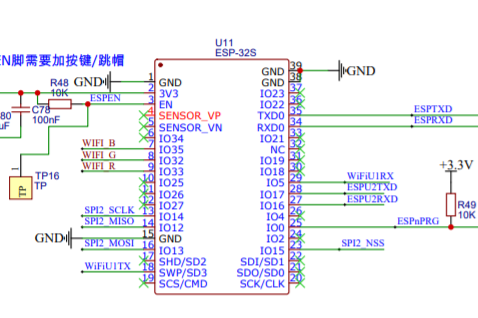 EN脚需要加按键/跳帽
U11
ESP-32S
R48
10K
GND
C78
100nF
80
uF
ESPEN
TP16
TP
TP
1
1 GND
2 3V3
3 EN
4 SENSOR_VP
5 SENSOR_VN
6 IO34
WIFI_B 7 IO35
WIFI_G 8 IO32
WIFI_R 9 IO33
10 IO25
11 IO26
12 IO27
SPI2_SCLK 13 IO14
SPI2_MISO 14 IO12
GND 15 GND
SPI2_MOSI 16 IO13
17 SHD/SD2
WiFiU1TX 18 SWP/SD3
19 SCS/CMD
GND 39 GND
GND 38
IO23 37
IO22 36
TXD0 35 ESPTXD
RXD0 34 ESPRXD
IO21 33
NC 32
IO19 31
IO18 30
IO5 29 WiFiU1RX
IO17 28 ESPU2TXD
IO16 27 ESPU2RXD
IO4 26
IO0 25 ESPnPRG
IO2 24
IO15 23 SPI2_NSS
SDI/SD1 22
SDO/SD0 21
SCK/CLK 20
+3.3V
R49
10K